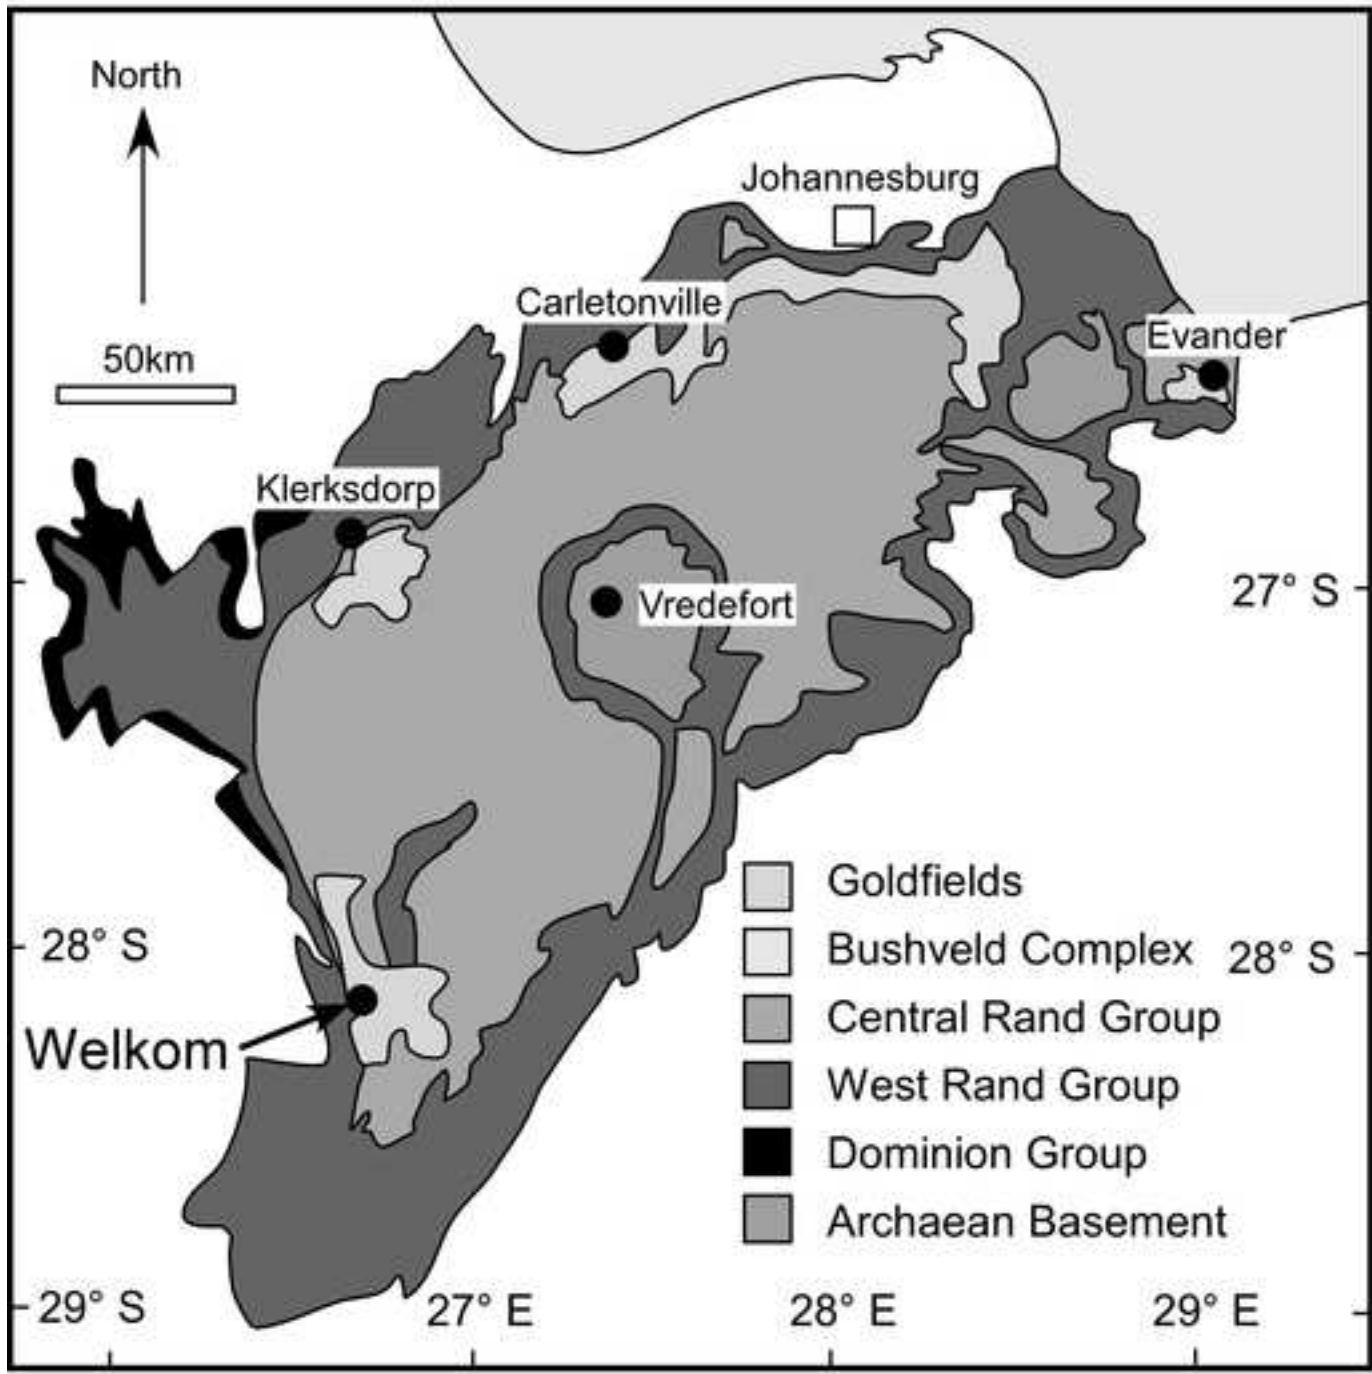 North
Johannesburg
Carletonville
Evander
50km
Klerksdorp
27° S
Vredefort
Goldfields
28° S
Bushveld Complex
28° S
Central Rand Group
Welkom
West Rand Group
Dominion Group
Archaean Basement
29° S
27° E
28° E
29° E